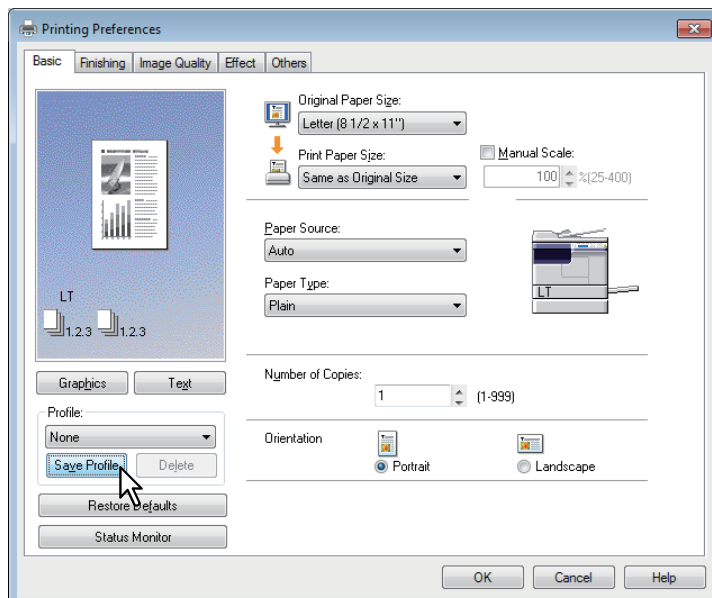 Printing Preferences
Basic Finishing Image Quality Effect Others
Original Paper Size:
Letter (8 1/2 x 11")
Print Paper Size:
Same as Original Size
Manual Scale:
100 %(25-400)
Paper Source:
Auto
Paper Type:
Plain
LT
LT
1.2.3 1.2.3
Graphics Text
Number of Copies:
1 (1-999)
Profile:
None
Save Profile Delete
Orientation
Portrait Landscape
Restore Defaults
Status Monitor
OK Cancel Help